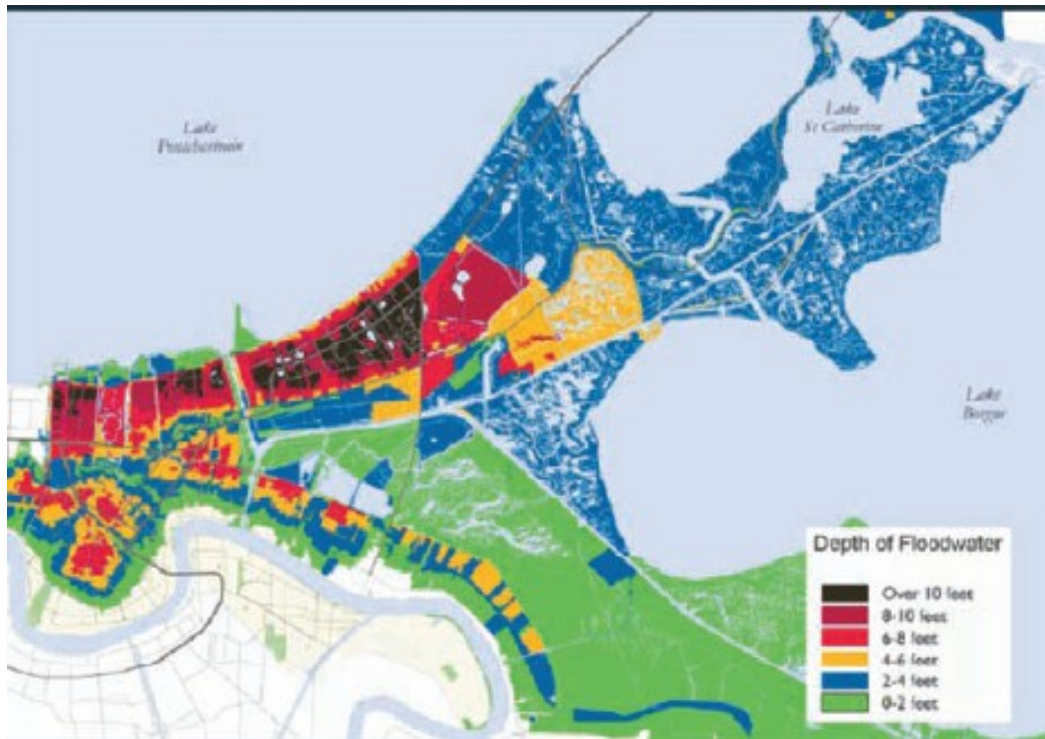 Lake
Pontchartrain
Lake
St Catherine
Lake
Borgne
Depth of Floodwater
Over 10 feet
8-10 feet
6-8 feet
4-6 feet
2-4 feet
0-2 feet